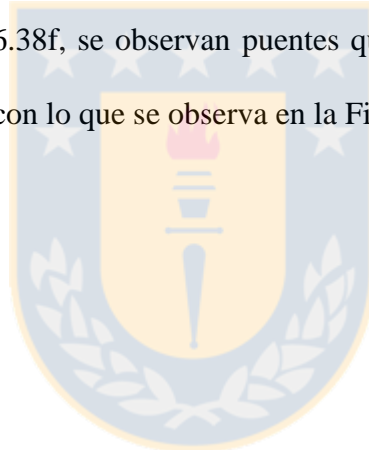 6.38f, se observan puentes qu
con lo que se observa en la Fi